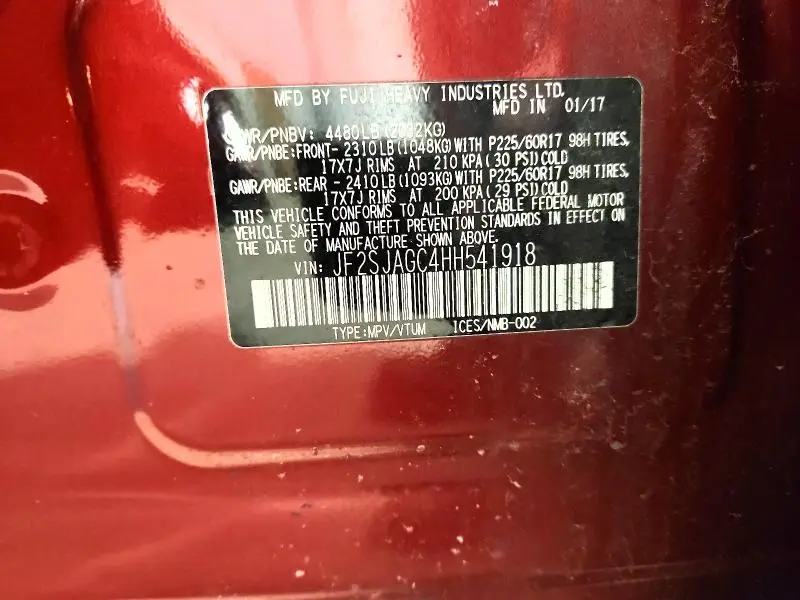 MFD BY FUJI HEAVY INDUSTRIES LTD.
MFD IN 01/17
GVWR/PNBV: 4480LB (2032KG)
GAWR/PNBE:FRONT- 2310LB(1048KG)WITH P225/60R17 98H TIRES,
17X7J RIMS AT 210 KPA( 30 PSI)COLD
GAWR/PNBE:REAR - 2410LB(1093KG)WITH P225/60R17 98H TIRES,
17X7J RIMS AT 200 KPA( 29 PSI)COLD
THIS VEHICLE CONFORMS TO ALL APPLICABLE FEDERAL MOTOR
VEHICLE SAFETY AND THEFT PREVENTION STANDARDS IN EFFECT ON
THE DATE OF MANUFACTURE SHOWN ABOVE.
VIN: JF2SJAGC4HH541918
TYPE:MPV/VTUM ICES/NMB-002